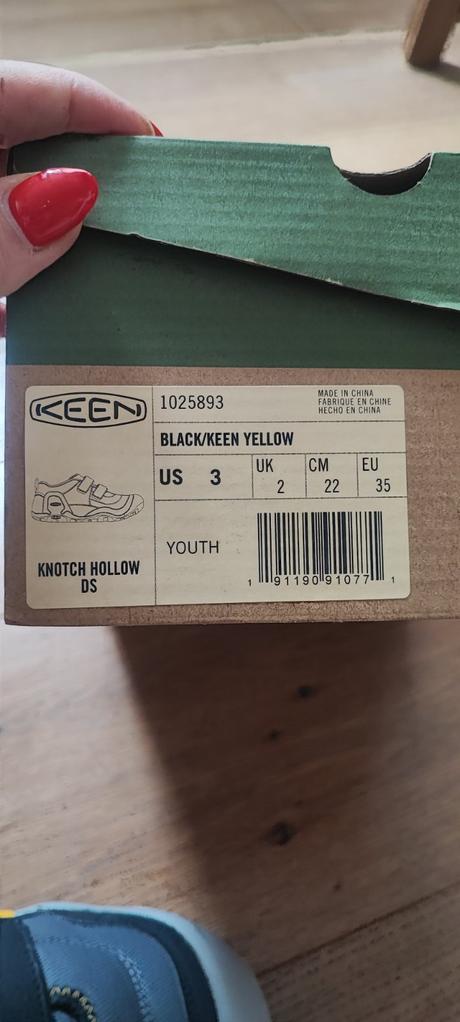 KEEN
1025893
MADE IN CHINA
FABRIQUE EN CHINE
HECHO EN CHINA
BLACK/KEEN YELLOW
US 3
UK 2
CM 22
EU 35
YOUTH
KNOTCH HOLLOW
DS
1 91190 91077 1